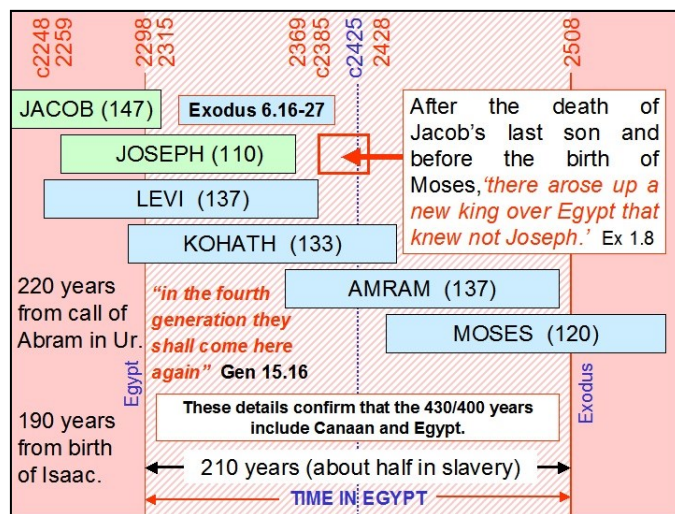 c2248
2259
2298
2315
2369
c2385
c2425
2428
2508
JACOB (147)
Exodus 6.16-27
JOSEPH (110)
LEVI (137)
KOHATH (133)
AMRAM (137)
MOSES (120)
After the death of
Jacob’s last son and
before the birth of
Moses,‘there arose up a
new king over Egypt that
knew not Joseph.’ Ex 1.8
220 years
from call of
Abram in Ur.
“in the fourth
generation they
shall come here
again” Gen 15.16
Egypt
Exodus
190 years
from birth
of Isaac.
These details confirm that the 430/400 years
include Canaan and Egypt.
210 years (about half in slavery)
TIME IN EGYPT